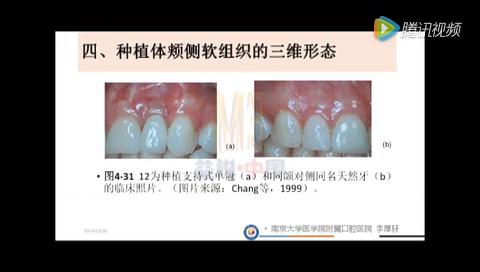 腾讯视频
四、种植体颊侧软组织的三维形态
(a)
(b)
• 图4-31 12为种植支持式单冠（a）和同颌对侧同名天然牙（b）
的临床照片。（图片来源：Chang等，1999）。
• 南京大学医学院附属口腔医院 李厚轩